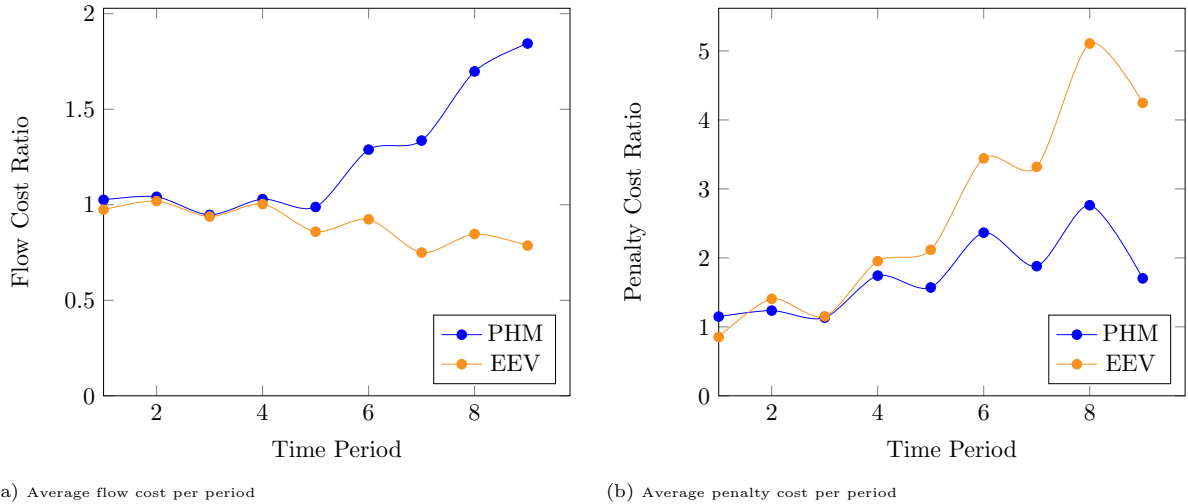 2
1.5
1
0.5
0
2
4
6
8
Flow Cost Ratio
Time Period
PHM
EEV
a) Average flow cost per period
5
4
3
2
1
0
2
4
6
8
Penalty Cost Ratio
Time Period
PHM
EEV
(b) Average penalty cost per period